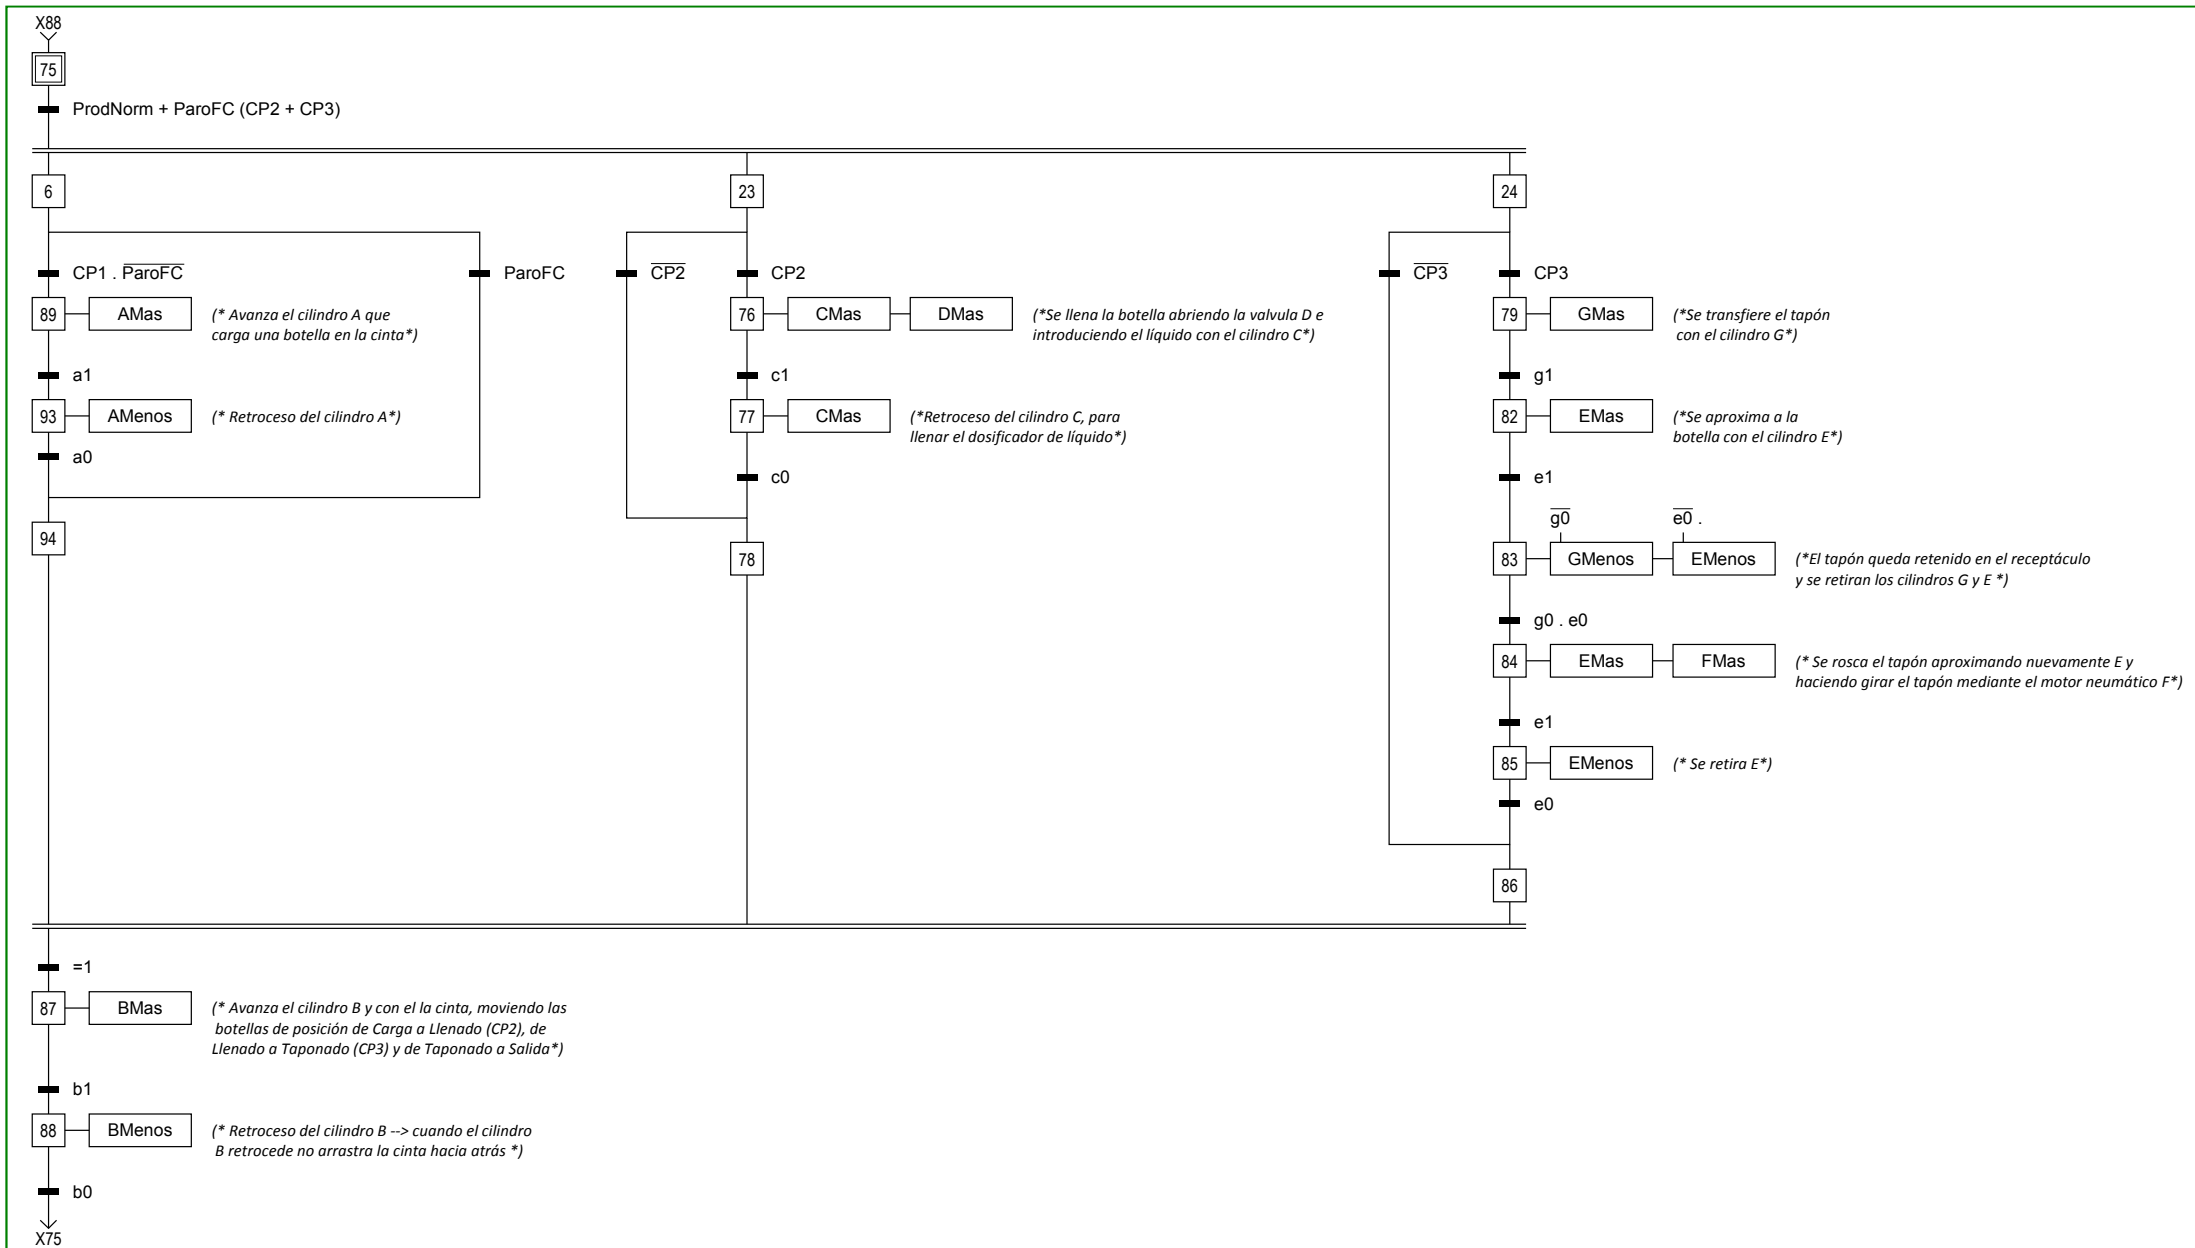 X88
75
ProdNorm + ParoFC (CP2 + CP3)
6
23
24
CP1 . P̅a̅r̅o̅F̅C̅
ParoFC
C̅P̅2̅
CP2
C̅P̅3̅
CP3
89
AMas
(* Avanza el cilindro A que
carga una botella en la cinta*)
76
CMas
DMas
(*Se llena la botella abriendo la valvula D e
introduciendo el líquido con el cilindro C*)
79
GMas
(*Se transfiere el tapón
con el cilindro G*)
a1
c1
g1
93
AMenos
(* Retroceso del cilindro A*)
77
CMas
(*Retroceso del cilindro C, para
llenar el dosificador de líquido*)
82
EMas
(*Se aproxima a la
botella con el cilindro E*)
a0
c0
e1
94
78
g̅0̅
e̅0̅ .
83
GMenos
EMenos
(*El tapón queda retenido en el receptáculo
y se retiran los cilindros G y E *)
g0 . e0
84
EMas
FMas
(* Se rosca el tapón aproximando nuevamente E y
haciendo girar el tapón mediante el motor neumático F*)
e1
85
EMenos
(* Se retira E*)
e0
86
=1
87
BMas
(* Avanza el cilindro B y con el la cinta, moviendo las
botellas de posición de Carga a Llenado (CP2), de
Llenado a Taponado (CP3) y de Taponado a Salida*)
b1
88
BMenos
(* Retroceso del cilindro B --> cuando el cilindro
B retrocede no arrastra la cinta hacia atrás *)
b0
X75